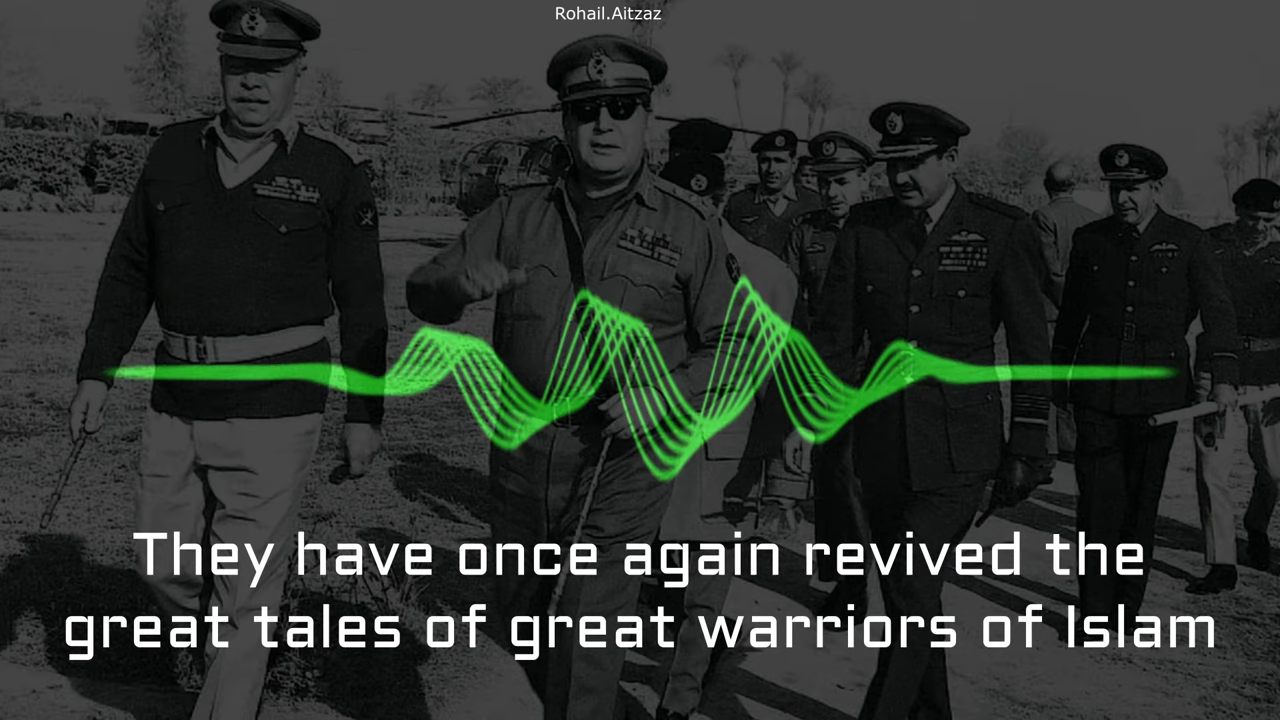 Rohail.Aitzaz
They have once again revived the
great tales of great warriors of Islam